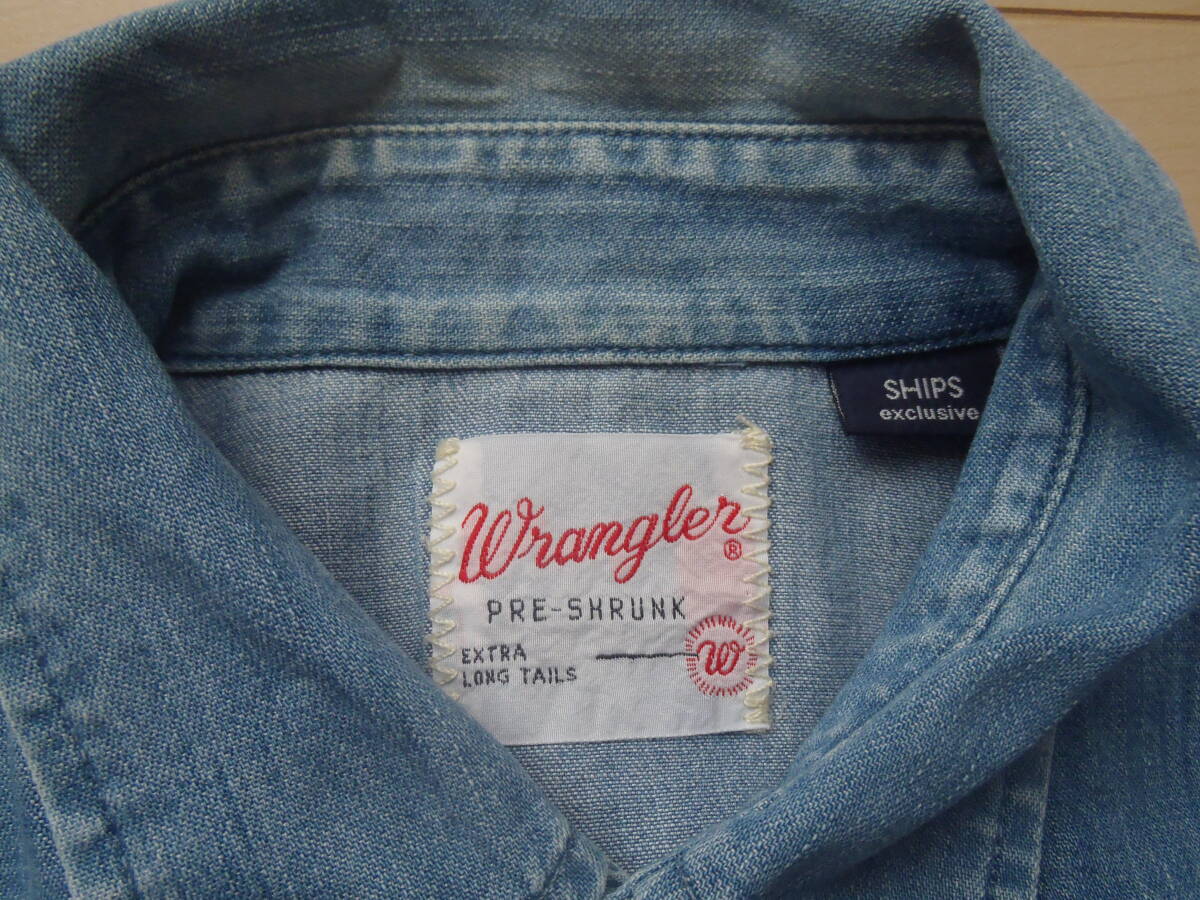 SHIPS
exclusive
Wrangler
®
PRE-SHRUNK
EXTRA
LONG TAILS
W